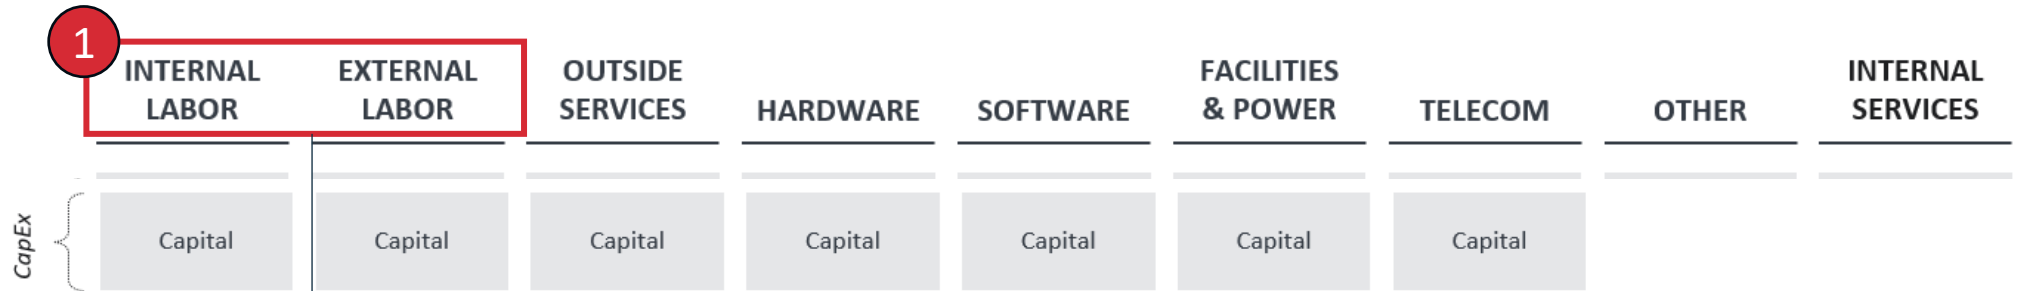 1
INTERNAL
LABOR
EXTERNAL
LABOR
OUTSIDE
SERVICES
HARDWARE
SOFTWARE
FACILITIES
& POWER
TELECOM
OTHER
INTERNAL
SERVICES
CapEx
Capital
Capital
Capital
Capital
Capital
Capital
Capital